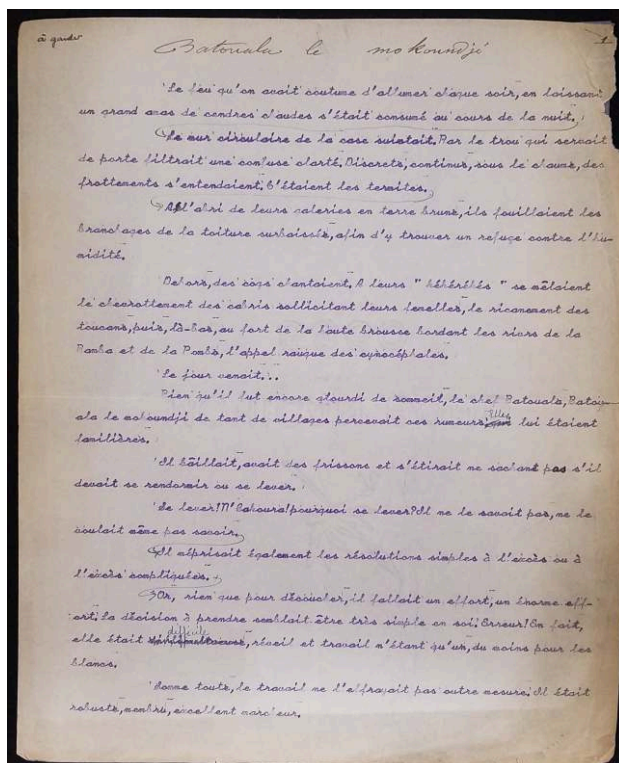 à garder
1
Batouala le mokoundji
Le feu qu'on avait coutume d'allumer chaque soir, en laissant
un grand amas de cendres chaudes s'était consumé au cours de la nuit.
Le mur circulaire de la case suintait. Par le trou qui servait
de porte filtrait une confuse clarté. Discrets, continus, sous le chaume, des
frottements s'entendaient. C'étaient les termites.
A l'abri de leurs galeries en terre brune, ils fouillaient les
branchages de la toiture surbaissée, afin d'y trouver un refuge contre l'hu-
midité.
Dehors, des coqs chantaient. A leurs " kékérékés " se mêlaient
le chevrottement des cabris sollicitant leurs femelles, le ricanement des
toucans, puis, là-bas, au fort de la haute brousse bordant les rives de la
Bamba et de la Pombo, l'appel rauque des cynocéphales.
Le jour venait...
Bien qu'il fut encore alourdi de sommeil, le chef Batouala, Batou-
ala le mokoundji de tant de villages percevait ces rumeurs. Elles lui étaient
familières.
Il bâillait, avait des frissons et s'étirait ne sachant pas s'il
devait se rendormir ou se lever.
Se lever! N'Gakoura! pourquoi se lever? Il ne le savait pas, ne le
voulait même pas savoir.
Il méprisait également les résolutions simples à l'excès ou à
l'excès compliquées.
Or, rien que pour découcher, il fallait un effort, un énorme eff-
ort. La décision à prendre semblait être très simple en soi. Erreur! En fait,
elle était difficile, réveil et travail n'étant qu'un, du moins pour les
blancs.
Somme toute, le travail ne l'effrayait pas outre mesure. Il était
robuste, membru, excellent marcheur.